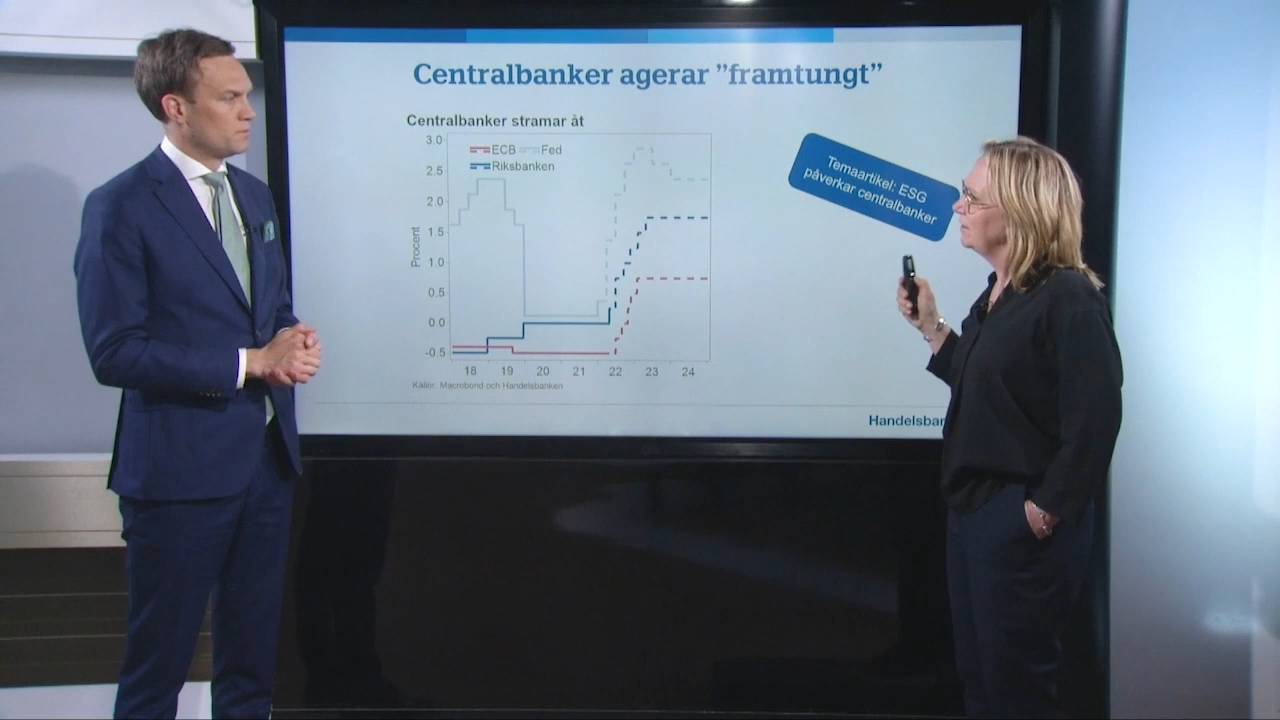 Centralbanker agerar ”framtungt”
Centralbanker stramar åt
3.0
2.5
2.0
1.5
1.0
0.5
0.0
-0.5
Procent
ECB Fed
Riksbanken
18 19 20 21 22 23 24
Källor: Macrobond och Handelsbanken
Temaartikel: ESG
påverkar centralbanker
Handelsban